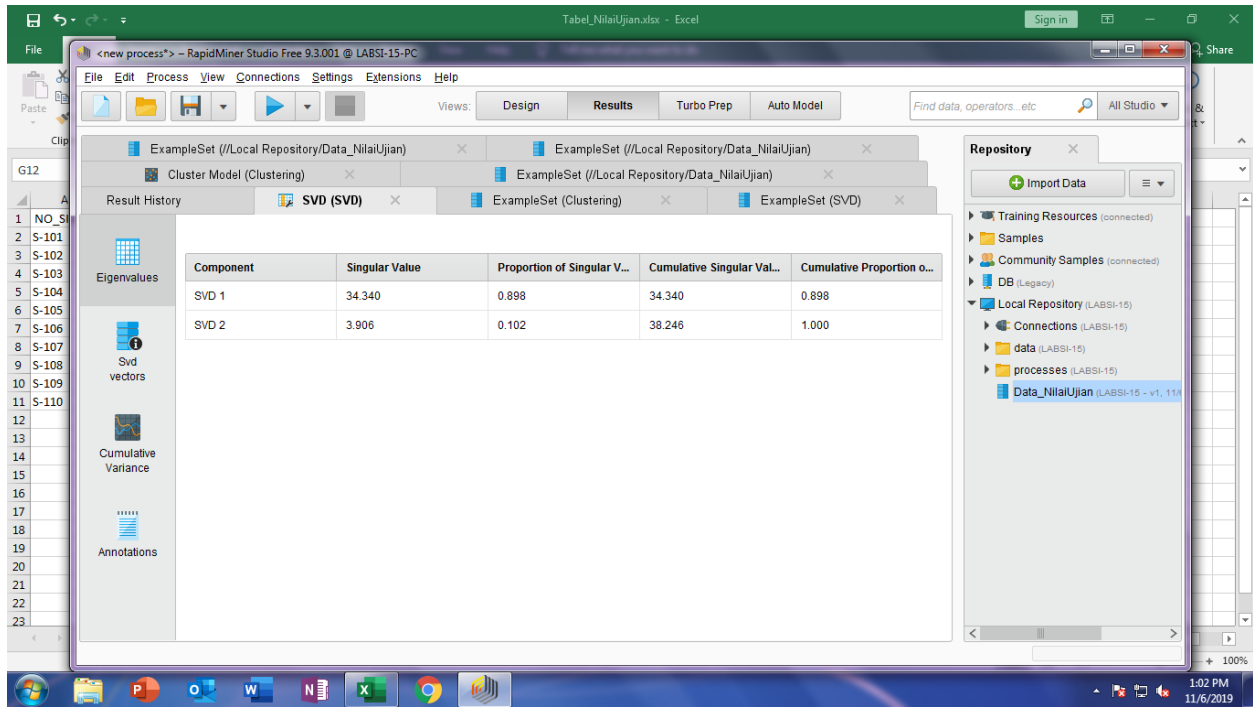 Tabel_NilaiUjian.xlsx - Excel
Sign in
File
Share
<new process*> – RapidMiner Studio Free 9.3.001 @ LABSI-15-PC
File Edit Process View Connections Settings Extensions Help
Paste
Clip
Views: Design Results Turbo Prep Auto Model
Find data, operators...etc
All Studio
&
ExampleSet (//Local Repository/Data_NilaiUjian)
ExampleSet (//Local Repository/Data_NilaiUjian)
Cluster Model (Clustering)
ExampleSet (//Local Repository/Data_NilaiUjian)
Result History
SVD (SVD)
ExampleSet (Clustering)
ExampleSet (SVD)
Repository
Import Data
Training Resources (connected)
Samples
Community Samples (connected)
DB (Legacy)
Local Repository (LABSI-15)
Connections (LABSI-15)
data (LABSI-15)
processes (LABSI-15)
Data_NilaiUjian (LABSI-15 - v1, 11/
Eigenvalues
Svd
vectors
Cumulative
Variance
Annotations
Component Singular Value Proportion of Singular V... Cumulative Singular Val... Cumulative Proportion o...
SVD 1 34.340 0.898 34.340 0.898
SVD 2 3.906 0.102 38.246 1.000
G12
A
1 NO_SI
2 S-101
3 S-102
4 S-103
5 S-104
6 S-105
7 S-106
8 S-107
9 S-108
10 S-109
11 S-110
12
13
14
15
16
17
18
19
20
21
22
23
+ 100%
1:02 PM
11/6/2019